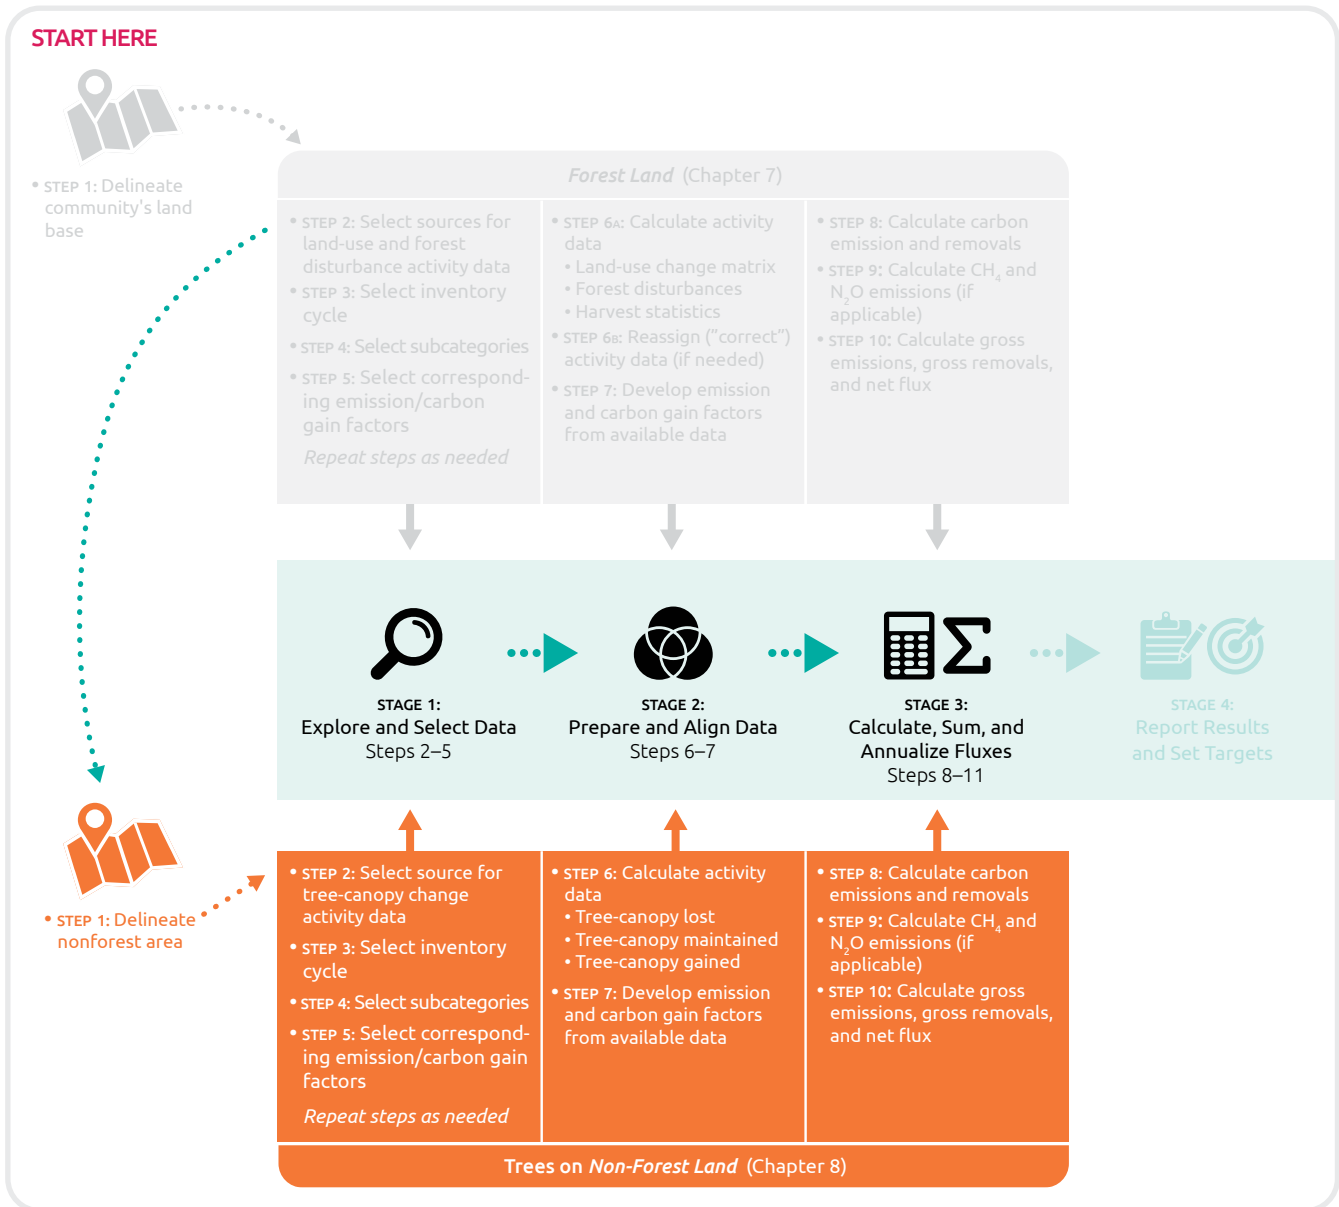 START HERE
• STEP 1: Delineate
community's land
base
Forest Land (Chapter 7)
• STEP 2: Select sources for
land-use and forest
disturbance activity data
• STEP 3: Select inventory
cycle
• STEP 4: Select subcategories
• STEP 5: Select correspond-
ing emission/carbon
gain factors
Repeat steps as needed
• STEP 6A: Calculate activity
data
• Land-use change matrix
• Forest disturbances
• Harvest statistics
• STEP 6B: Reassign (”correct”)
activity data (if needed)
• STEP 7: Develop emission
and carbon gain factors
from available data
• STEP 8: Calculate carbon
emission and removals
• STEP 9: Calculate CH4 and
N2O emissions (if
applicable)
• STEP 10: Calculate gross
emissions, gross removals,
and net flux
STAGE 1:
Explore and Select Data
Steps 2–5
STAGE 2:
Prepare and Align Data
Steps 6–7
STAGE 3:
Calculate, Sum, and
Annualize Fluxes
Steps 8–11
STAGE 4:
Report Results
and Set Targets
• STEP 1: Delineate
nonforest area
• STEP 2: Select source for
tree-canopy change
activity data
• STEP 3: Select inventory
cycle
• STEP 4: Select subcategories
• STEP 5: Select correspond-
ing emission/carbon gain
factors
Repeat steps as needed
• STEP 6: Calculate activity
data
• Tree-canopy lost
• Tree-canopy maintained
• Tree-canopy gained
• STEP 7: Develop emission
and carbon gain factors
from available data
• STEP 8: Calculate carbon
emissions and removals
• STEP 9: Calculate CH4 and
N2O emissions (if
applicable)
• STEP 10: Calculate gross
emissions, gross removals,
and net flux
Trees on Non-Forest Land (Chapter 8)